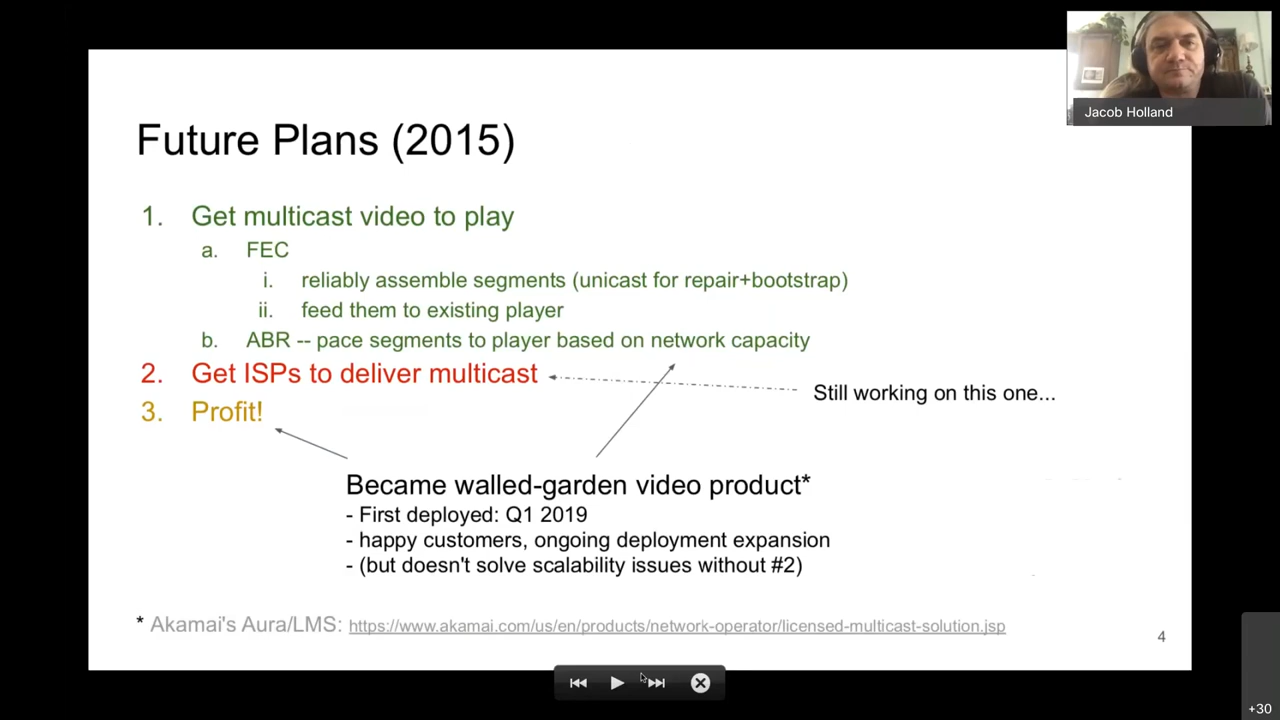 Jacob Holland
Future Plans (2015)
1. Get multicast video to play
a. FEC
i. reliably assemble segments (unicast for repair+bootstrap)
ii. feed them to existing player
b. ABR -- pace segments to player based on network capacity
2. Get ISPs to deliver multicast
Still working on this one...
3. Profit!
Became walled-garden video product*
- First deployed: Q1 2019
- happy customers, ongoing deployment expansion
- (but doesn't solve scalability issues without #2)
* Akamai's Aura/LMS: https://www.akamai.com/us/en/products/network-operator/licensed-multicast-solution.jsp
4
+30